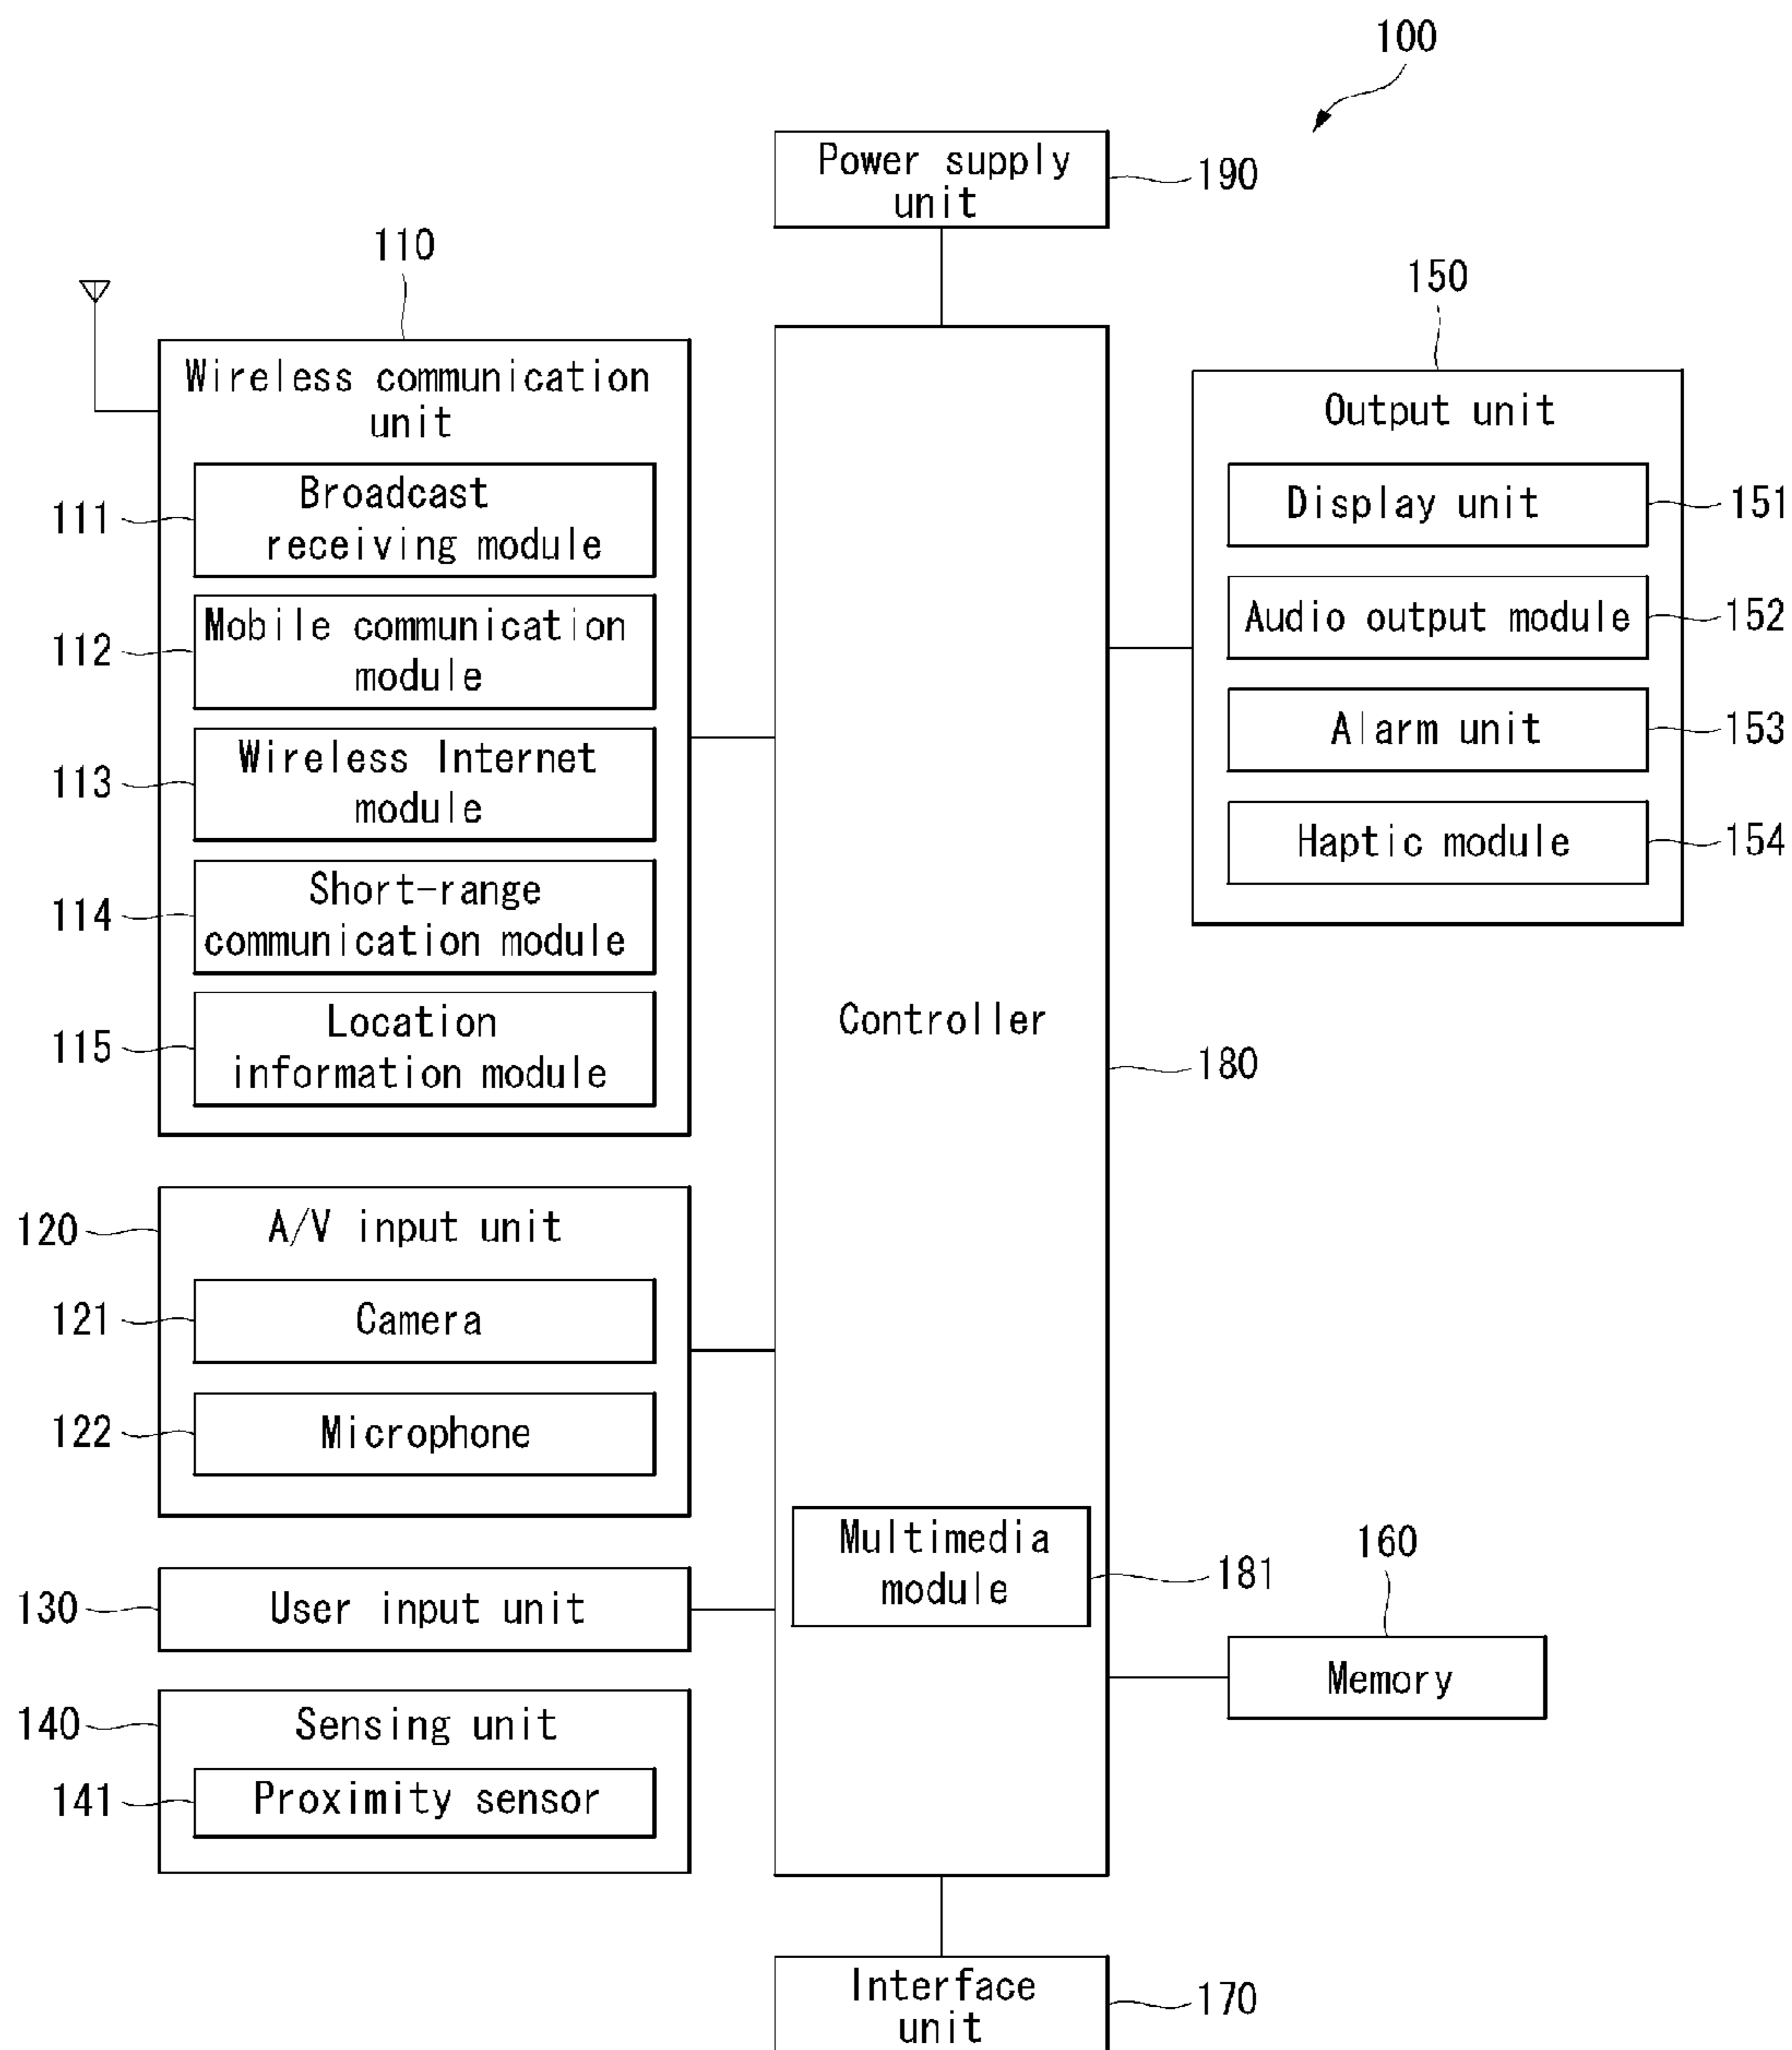 100
Power supply
unit
190
110
Wireless communication
unit
111
Broadcast
receiving module
112
Mobile communication
module
113
Wireless Internet
module
114
Short-range
communication module
115
Location
information module
120
A/V input unit
121
Camera
122
Microphone
130
User input unit
140
Sensing unit
141
Proximity sensor
Controller
180
Multimedia
module
181
150
Output unit
Display unit
151
Audio output module
152
Alarm unit
153
Haptic module
154
160
Memory
Interface
unit
170